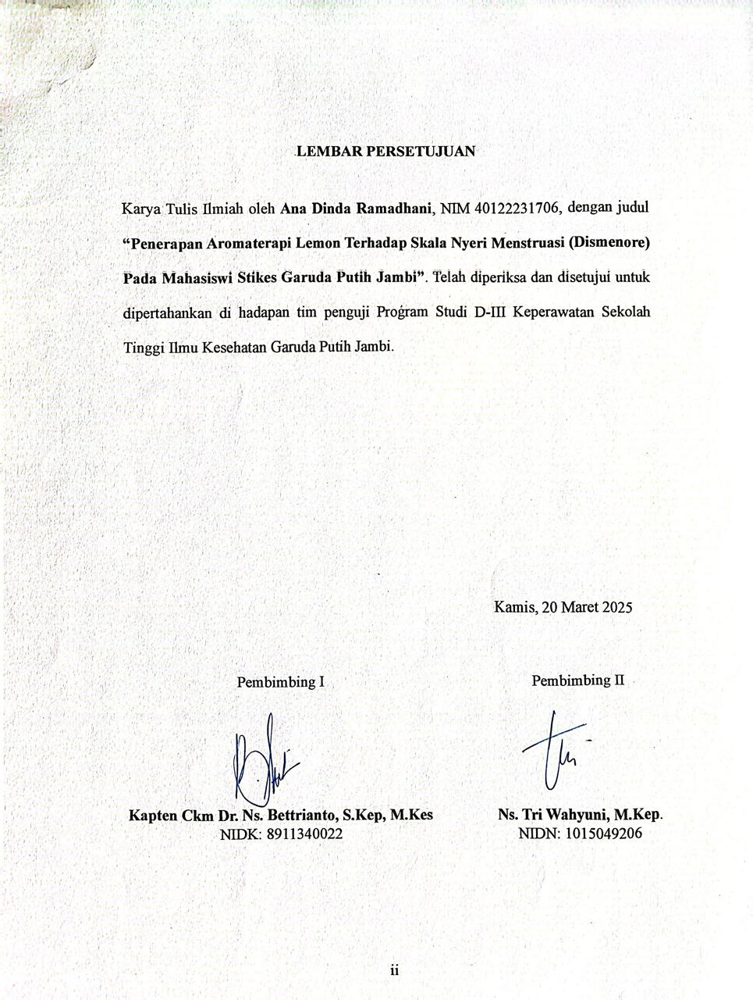 LEMBAR PERSETUJUAN
Karya Tulis Ilmiah oleh Ana Dinda Ramadhani, NIM 40122231706, dengan judul
“Penerapan Aromaterapi Lemon Terhadap Skala Nyeri Menstruasi (Dismenore)
Pada Mahasiswi Stikes Garuda Putih Jambi”. Telah diperiksa dan disetujui untuk
dipertahankan di hadapan tim penguji Program Studi D-III Keperawatan Sekolah
Tinggi Ilmu Kesehatan Garuda Putih Jambi.
Kamis, 20 Maret 2025
Pembimbing I
Pembimbing II
Kapten Ckm Dr. Ns. Bettrianto, S.Kep, M.Kes
NIDK: 8911340022
Ns. Tri Wahyuni, M.Kep.
NIDN: 1015049206
ii